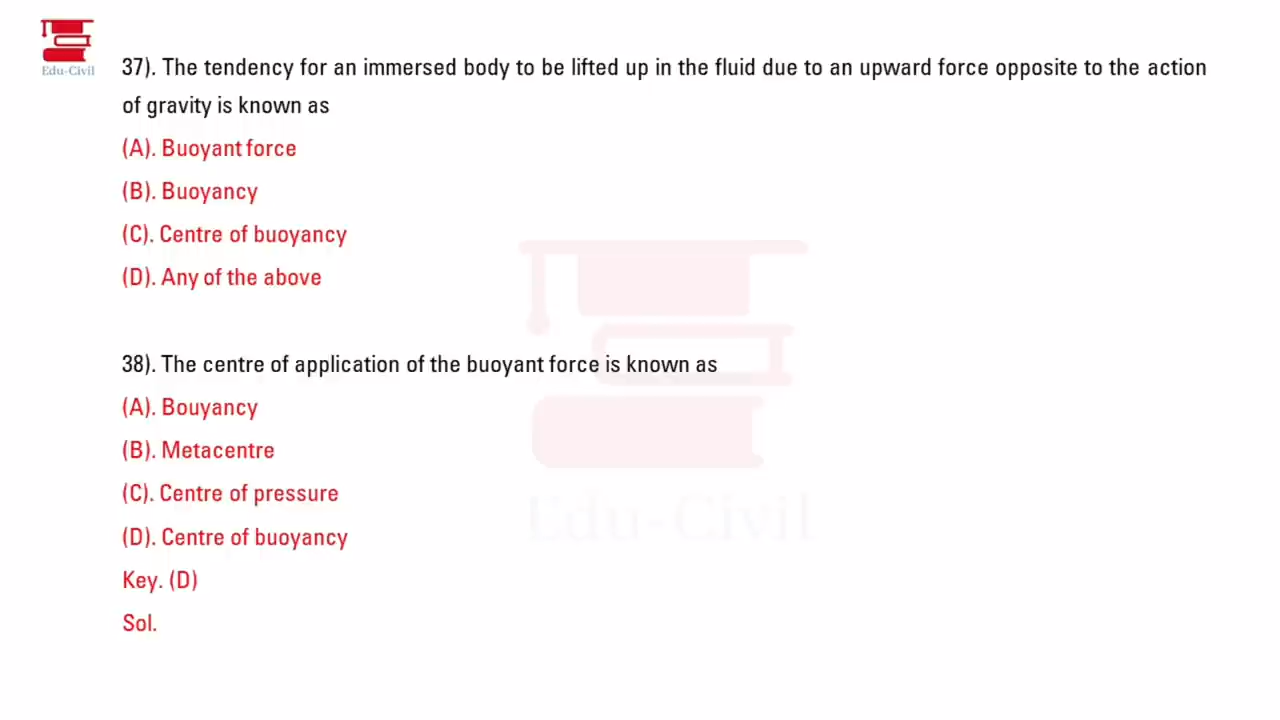 Edu-Civil
37). The tendency for an immersed body to be lifted up in the fluid due to an upward force opposite to the action
of gravity is known as
(A). Buoyant force
(B). Buoyancy
(C). Centre of buoyancy
(D). Any of the above
38). The centre of application of the buoyant force is known as
(A). Bouyancy
(B). Metacentre
(C). Centre of pressure
(D). Centre of buoyancy
Key. (D)
Sol.
Edu-Civil